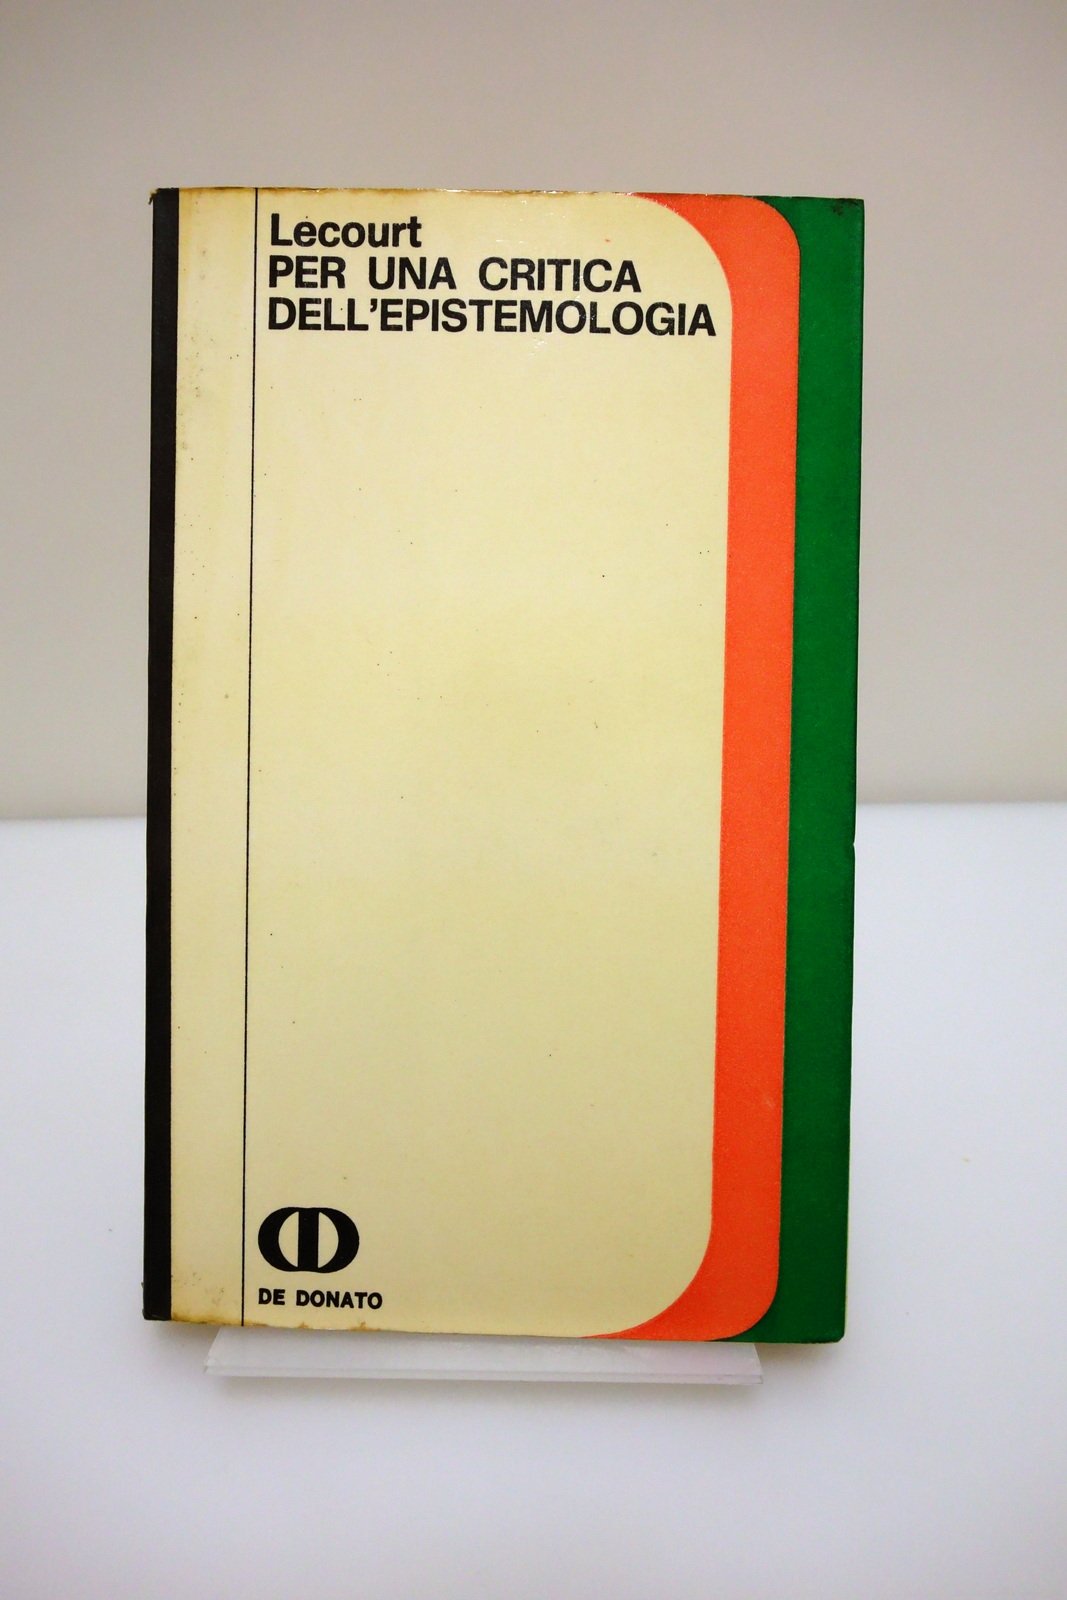 Lecourt
PER UNA CRITICA
DELL'EPISTEMOLOGIA
DE DONATO